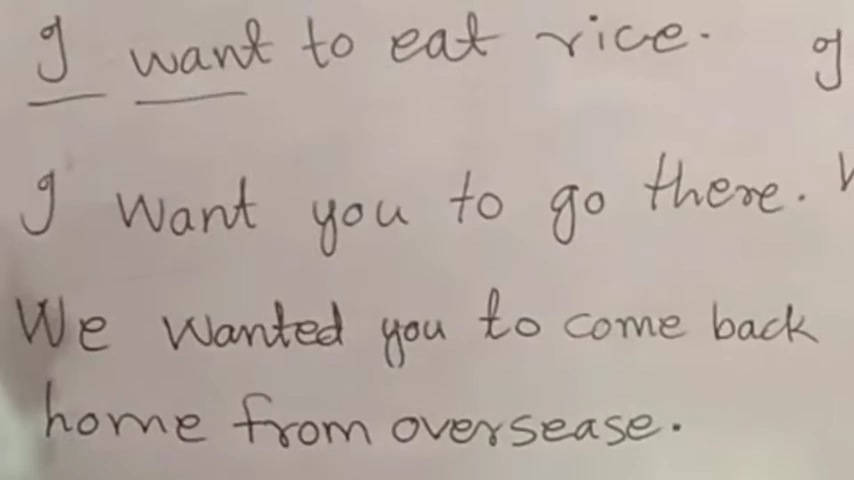 I want to eat rice. I
I want you to go there.
We wanted you to come back
home from oversease.